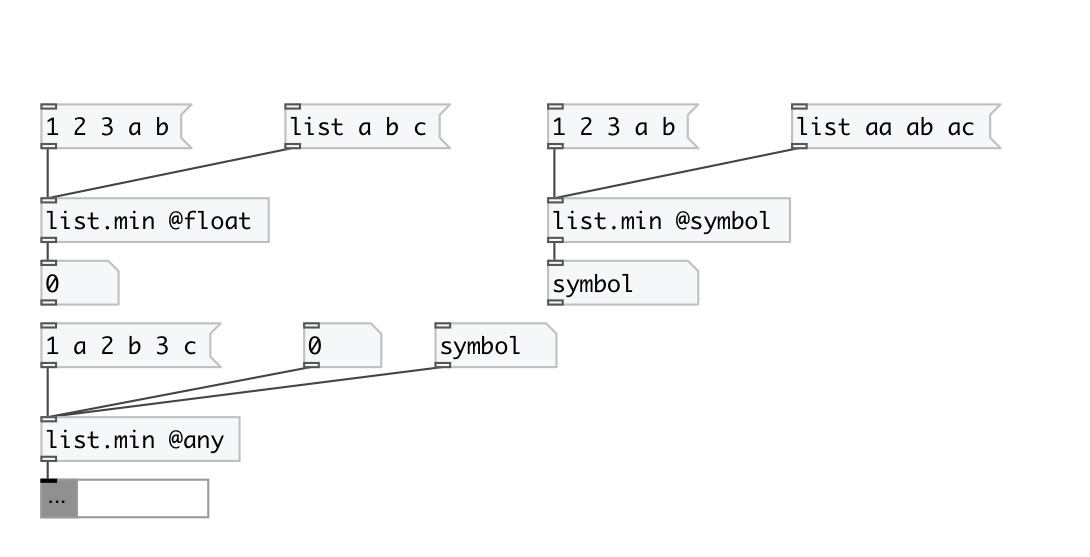 1 2 3 a b
list a b c
1 2 3 a b
list aa ab ac
list.min @float
list.min @symbol
0
symbol
1 a 2 b 3 c
0
symbol
list.min @any
...